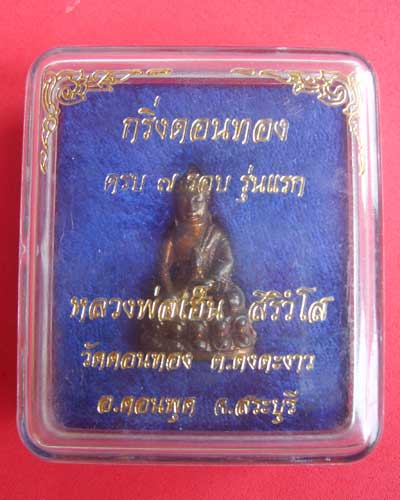 กริ่งดอนทอง
ครบ ๗ รอบ รุ่นแรก
หลวงพ่อเย็น สิริวํโส
วัดดอนทอง ต.ดงตะงาว
อ.ดอนพุด จ.สระบุรี